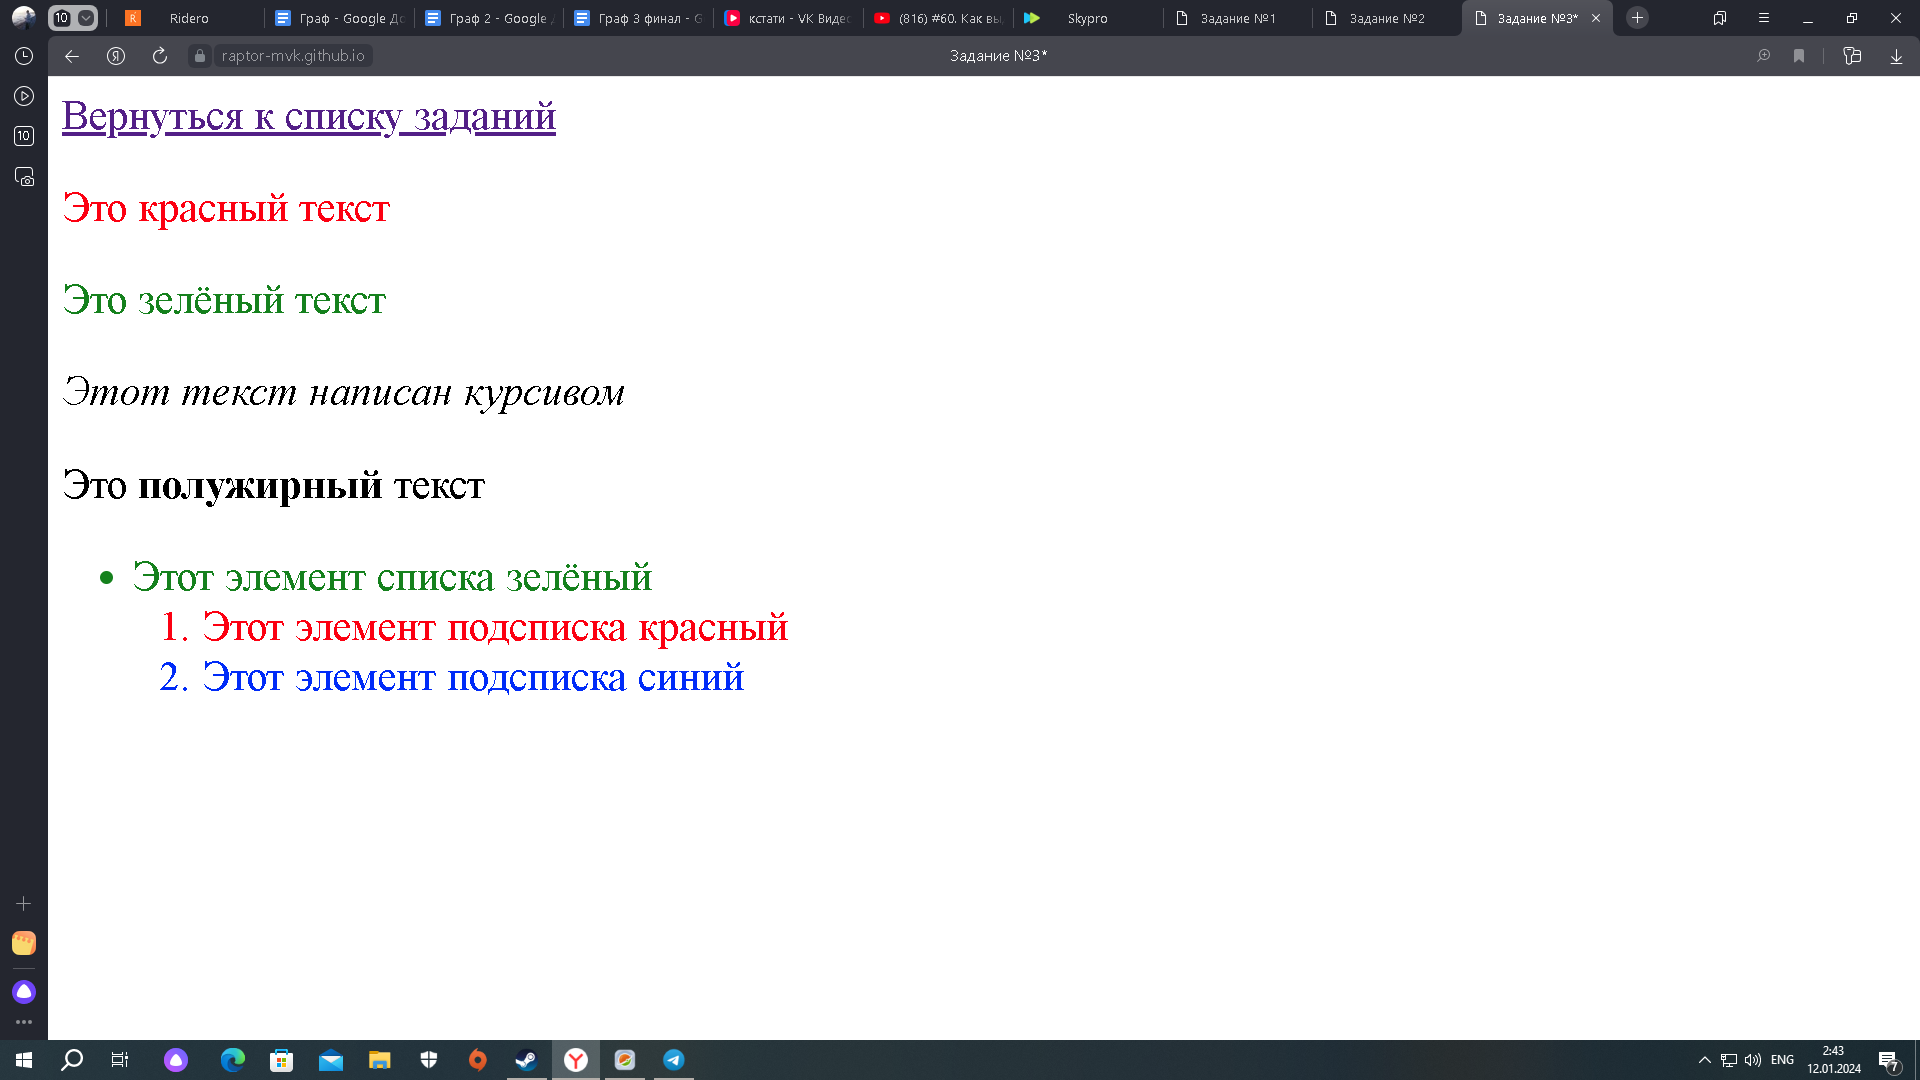 10
Ridero
Граф - Google До
Граф 2 - Google Д
Граф 3 финал - G
кстати - VK Видео
(816) #60. Как вы
Skypro
Задание №1
Задание №2
Задание №3*
raptor-mvk.github.io
Задание №3*
10
Вернуться к списку заданий
Это красный текст
Это зелёный текст
Этот текст написан курсивом
Это полужирный текст
• Этот элемент списка зелёный
1. Этот элемент подсписка красный
2. Этот элемент подсписка синий
ENG
2:43
12.01.2024
7